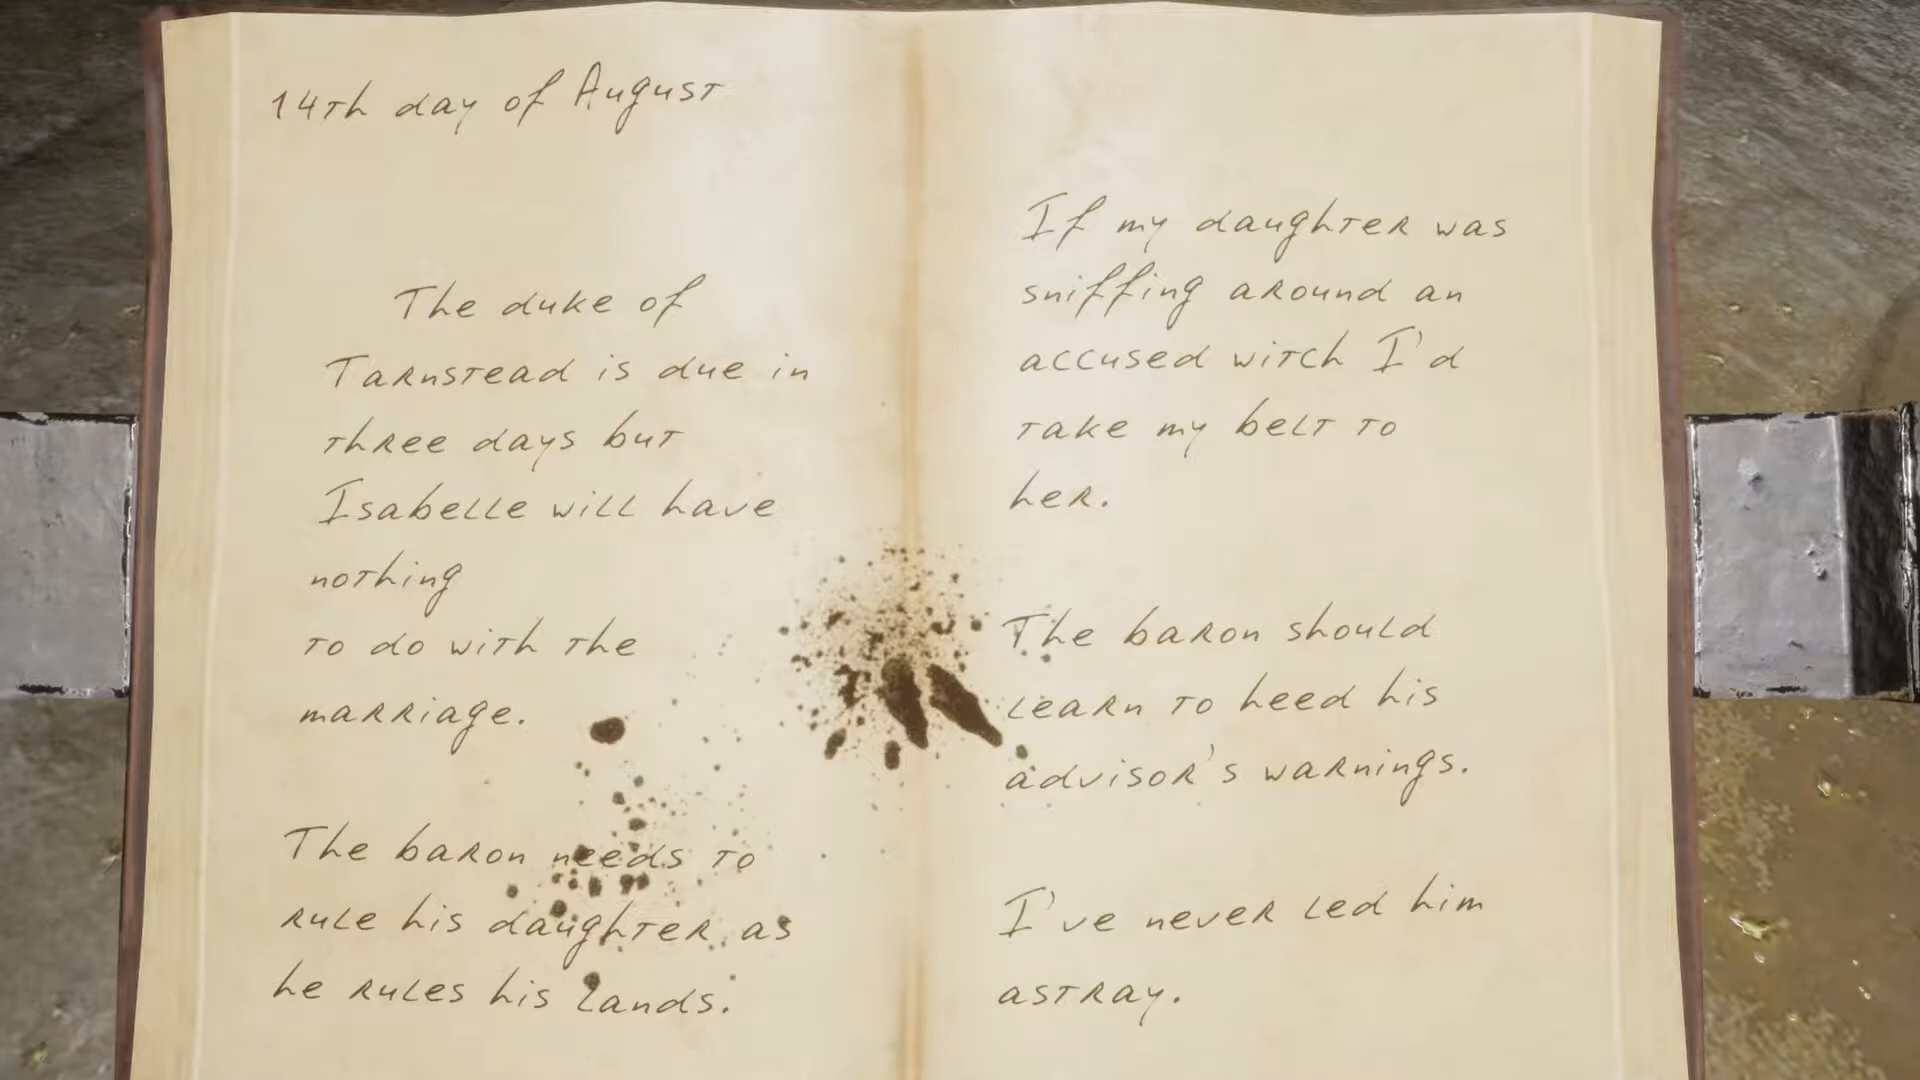 14th day of August
The duke of
Tarnstead is due in
three days but
Isabelle will have
nothing
to do with the
marriage.
The baron needs to
rule his daughter as
he rules his lands.
If my daughter was
sniffing around an
accused witch I'd
take my belt to
her.
The baron should
learn to heed his
advisor's warnings.
I've never led him
astray.